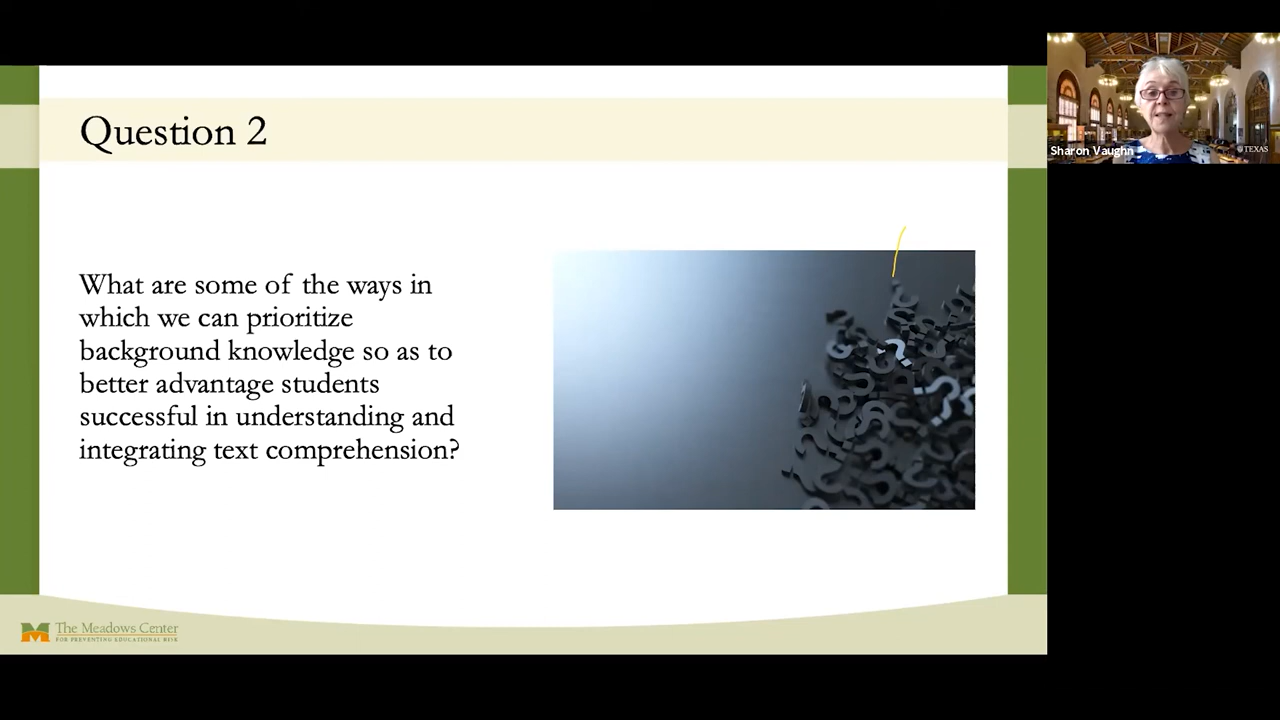 Question 2
What are some of the ways in
which we can prioritize
background knowledge so as to
better advantage students
successful in understanding and
integrating text comprehension?
The Meadows Center
FOR PREVENTING EDUCATIONAL RISK
Sharon Vaughn
TEXAS